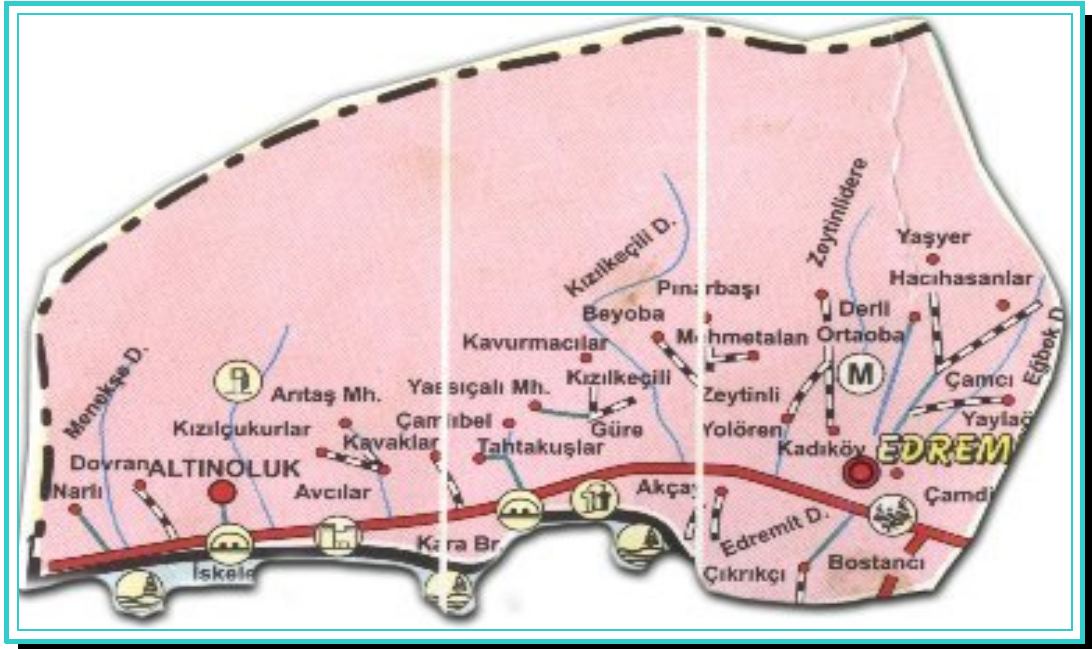 Zeytinlidere
Yaşyer
Kızılkeçili D.
Hacıhasanlar
Pınarbaşı
Beyoba
Derli
Eğbek D.
Mehmetalan
Ortaoba
Kavurmacılar
Menekşe D.
M
Arıtaş Mh.
Yassıçalı Mh.
Kızılkeçili
Çamcı
Zeytinli
Yaylaö
Kızılçukurlar
Çamlıbel
Güre
Yolören
Kavaklar
Tahtakuşlar
Kadıköy
EDREM
Dovran
ALTINOLUK
Narlı
Avcılar
Akçay
Çamdi
Edremit D.
Kara Br.
İskele
Çıkrıkçı
Bostancı